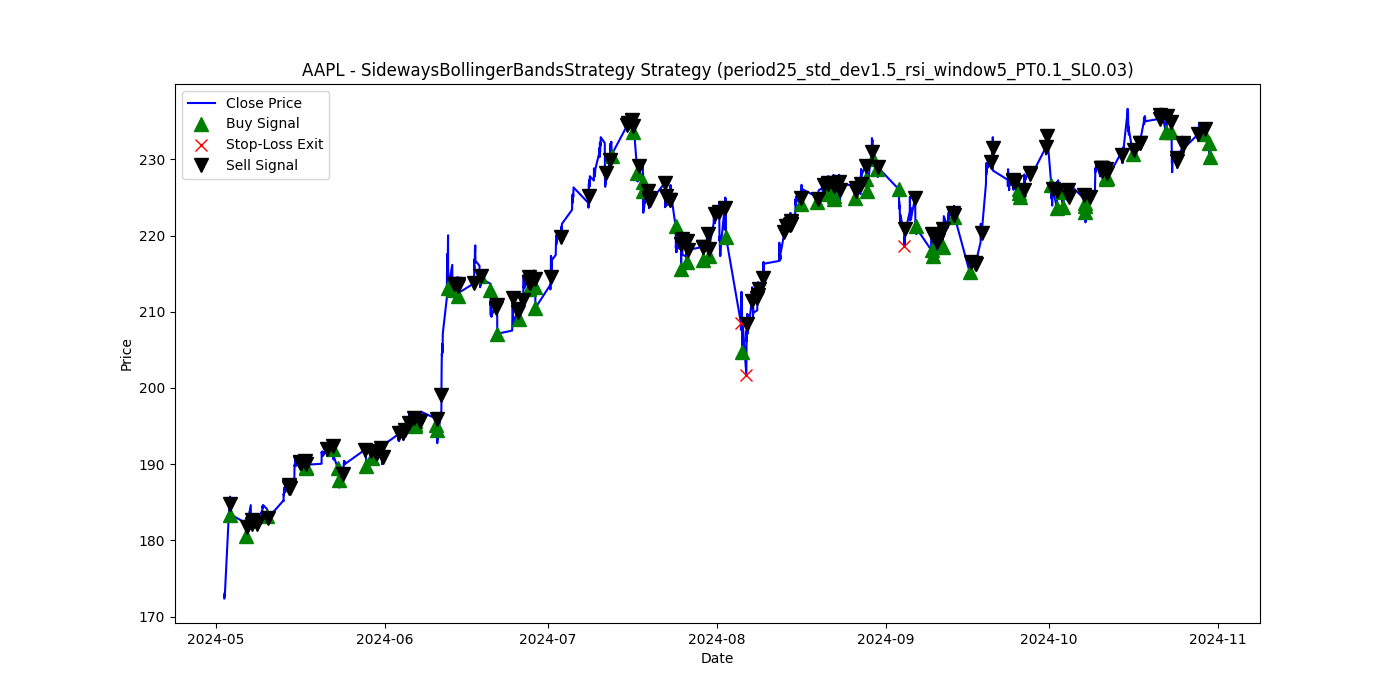 AAPL - SidewaysBollingerBandsStrategy Strategy (period25_std_dev1.5_rsi_window5_PT0.1_SL0.03)
Close Price
Buy Signal
Stop-Loss Exit
Sell Signal
230
220
210
200
190
180
170
Price
2024-05 2024-06 2024-07 2024-08 2024-09 2024-10 2024-11
Date